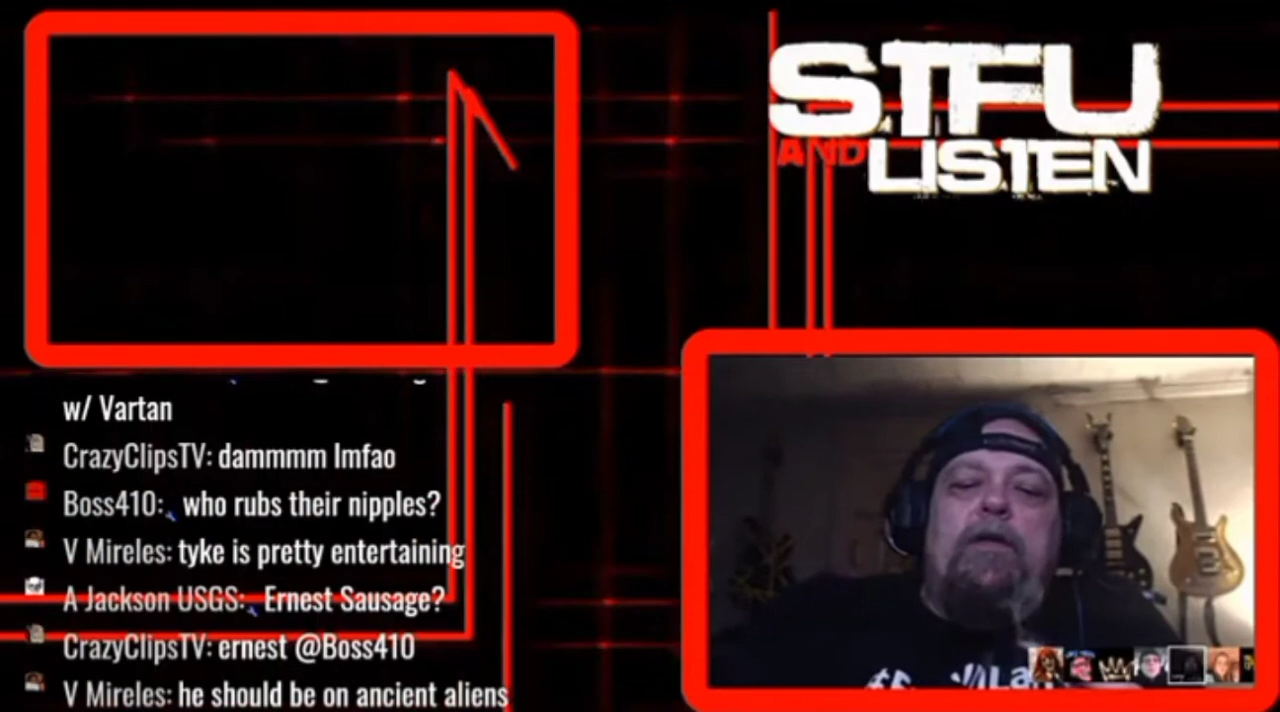 STFU
AND LISTEN
w/ Vartan
CrazyClipsTV: dammmm lmfao
Boss410: who rubs their nipples?
V Mireles: tyke is pretty entertaining
A Jackson USGS: Ernest Sausage?
CrazyClipsTV: ernest @Boss410
V Mireles: he should be on ancient aliens